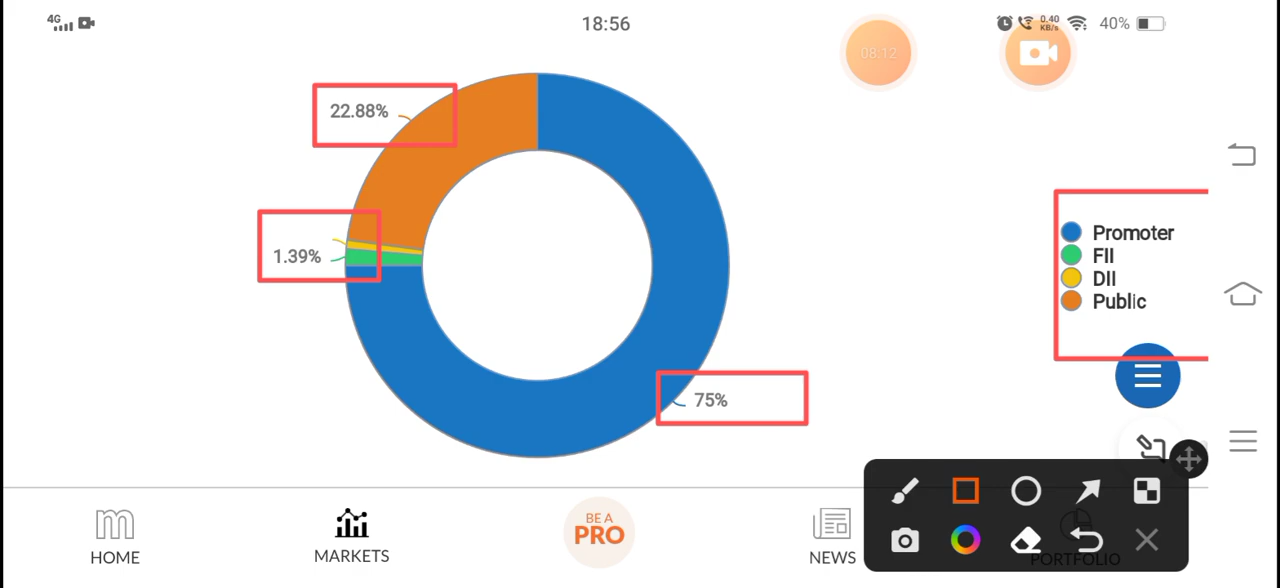 4G
18:56
0.40
KB/s
40%
08:12
22.88%
1.39%
75%
Promoter
FII
DII
Public
HOME
MARKETS
BE A
PRO
NEWS
PORTFOLIO